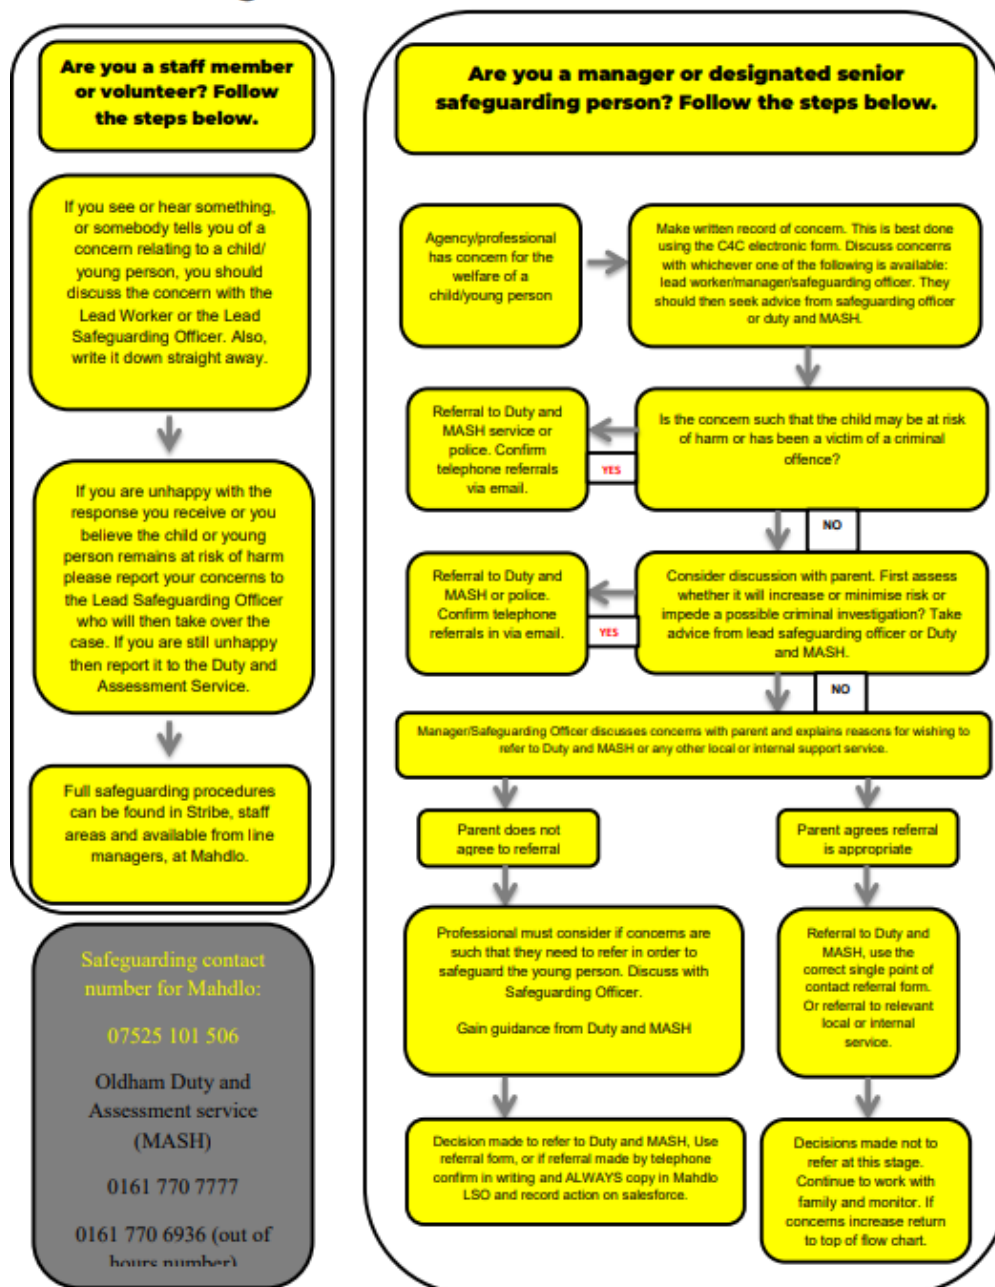 Are you a staff member
or volunteer? Follow
the steps below.
If you see or hear something,
or somebody tells you of a
concern relating to a child/
young person, you should
discuss the concern with the
Lead Worker or the Lead
Safeguarding Officer. Also,
write it down straight away.
If you are unhappy with the
response you receive or you
believe the child or young
person remains at risk of harm
please report your concerns to
the Lead Safeguarding Officer
who will then take over the
case. If you are still unhappy
then report it to the Duty and
Assessment Service.
Full safeguarding procedures
can be found in Stribe, staff
areas and available from line
managers, at Mahdlo.
Safeguarding contact
number for Mahdlo:
07525 101 506
Oldham Duty and
Assessment service
(MASH)
0161 770 7777
0161 770 6936 (out of
hours number)
Are you a manager or designated senior
safeguarding person? Follow the steps below.
Agency/professional
has concern for the
welfare of a
child/young person
Make written record of concern. This is best done
using the C4C electronic form. Discuss concerns
with whichever one of the following is available:
lead worker/manager/safeguarding officer. They
should then seek advice from safeguarding officer
or duty and MASH.
Referral to Duty and
MASH service or
police. Confirm
telephone referrals
via email.
YES
Is the concern such that the child may be at risk
of harm or has been a victim of a criminal
offence?
NO
Referral to Duty and
MASH or police.
Confirm telephone
referrals in via email.
YES
Consider discussion with parent. First assess
whether it will increase or minimise risk or
impede a possible criminal investigation? Take
advice from lead safeguarding officer or Duty
and MASH.
NO
Manager/Safeguarding Officer discusses concerns with parent and explains reasons for wishing to
refer to Duty and MASH or any other local or internal support service.
Parent does not
agree to referral
Parent agrees referral
is appropriate
Professional must consider if concerns are
such that they need to refer in order to
safeguard the young person. Discuss with
Safeguarding Officer.
Gain guidance from Duty and MASH
Referral to Duty and
MASH, use the
correct single point of
contact referral form.
Or referral to relevant
local or internal
service.
Decision made to refer to Duty and MASH, Use
referral form, or if referral made by telephone
confirm in writing and ALWAYS copy in Mahdlo
LSO and record action on salesforce.
Decisions made not to
refer at this stage.
Continue to work with
family and monitor. If
concerns increase return
to top of flow chart.